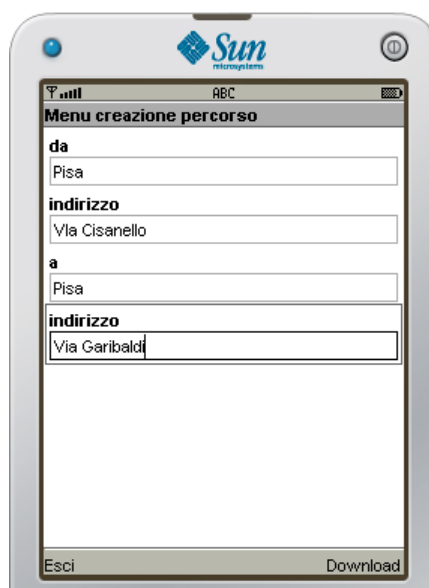 Sun
microsystems
ABC
Menu creazione percorso
da
Pisa
indirizzo
VIa Cisanello
a
Pisa
indirizzo
Via Garibaldi
Esci Download